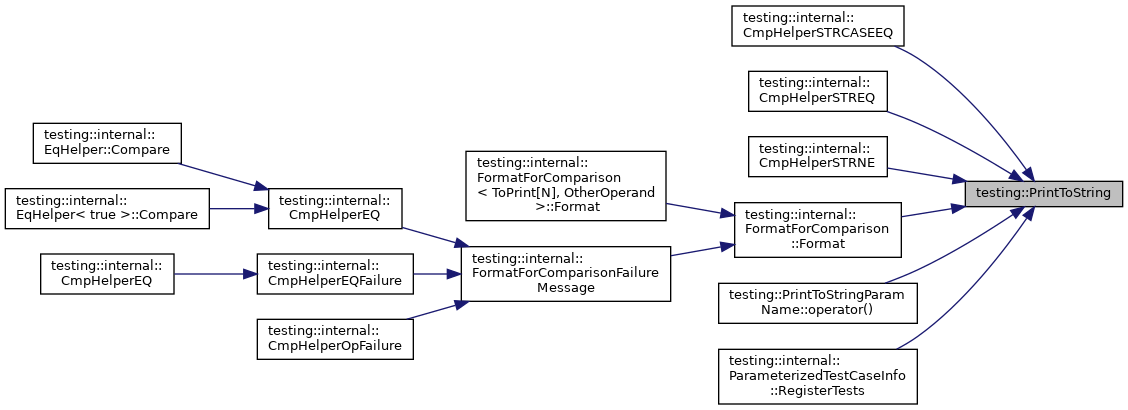 testing::internal::
CmpHelperSTRCASEEQ
testing::internal::
CmpHelperSTREQ
testing::internal::
EqHelper::Compare
testing::internal::
CmpHelperSTRNE
testing::internal::
FormatForComparison
< ToPrint[N], OtherOperand
>::Format
testing::PrintToString
testing::internal::
EqHelper< true >::Compare
testing::internal::
CmpHelperEQ
testing::internal::
FormatForComparison
::Format
testing::internal::
CmpHelperEQ
testing::internal::
CmpHelperEQFailure
testing::internal::
FormatForComparisonFailure
Message
testing::PrintToStringParam
Name::operator()
testing::internal::
CmpHelperOpFailure
testing::internal::
ParameterizedTestCaseInfo
::RegisterTests